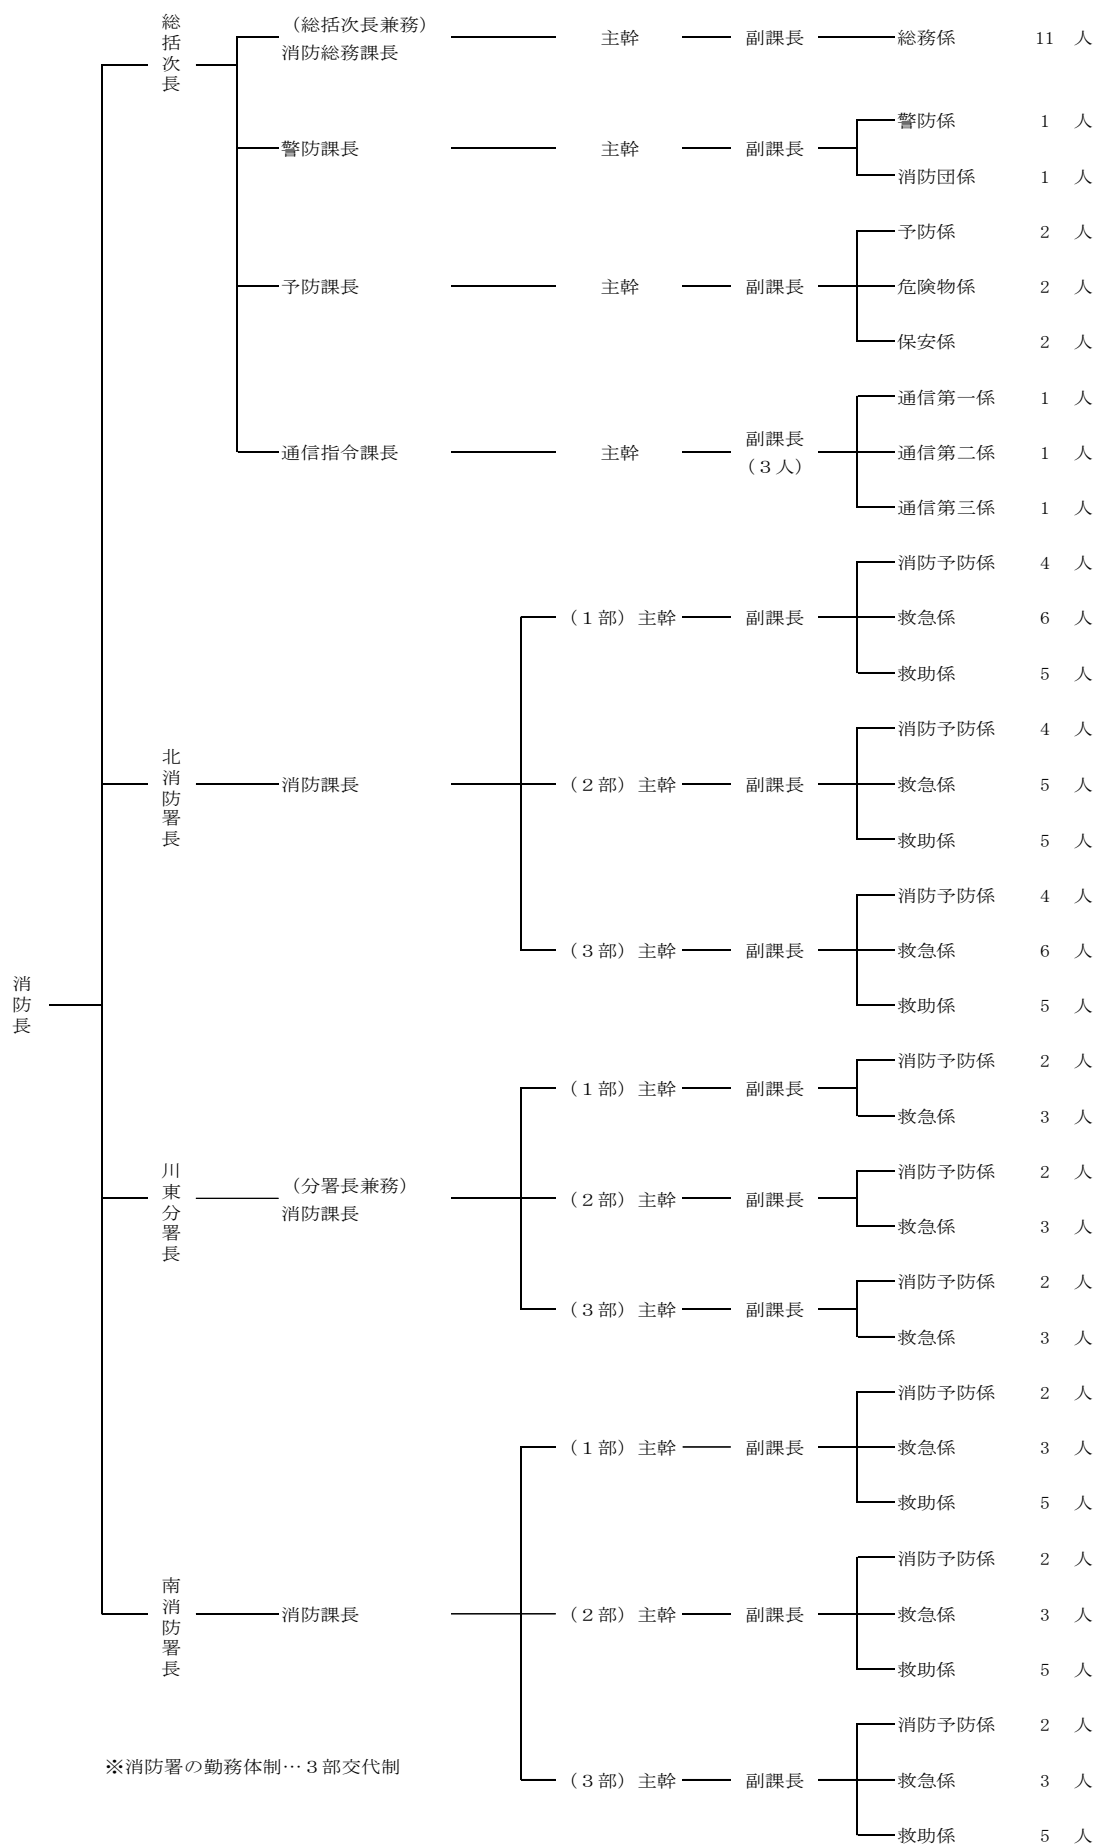 総括次長
（総括次長兼務）
消防総務課長 主幹 副課長 総務係 11 人
警防課長 主幹 副課長
警防係 1 人
消防団係 1 人
予防課長 主幹 副課長
予防係 2 人
危険物係 2 人
保安係 2 人
通信指令課長 主幹 副課長
（３人）
通信第一係 1 人
通信第二係 1 人
通信第三係 1 人
北消防署長 消防課長
（１部）主幹 副課長
消防予防係 4 人
救急係 6 人
救助係 5 人
（２部）主幹 副課長
消防予防係 4 人
救急係 5 人
救助係 5 人
（３部）主幹 副課長
消防予防係 4 人
救急係 6 人
救助係 5 人
消防長
川東分署長
（分署長兼務）
消防課長
（１部）主幹 副課長
消防予防係 2 人
救急係 3 人
（２部）主幹 副課長
消防予防係 2 人
救急係 3 人
（３部）主幹 副課長
消防予防係 2 人
救急係 3 人
南消防署長 消防課長
（１部）主幹 副課長
消防予防係 2 人
救急係 3 人
救助係 5 人
（２部）主幹 副課長
消防予防係 2 人
救急係 3 人
救助係 5 人
（３部）主幹 副課長
消防予防係 2 人
救急係 3 人
救助係 5 人
※消防署の勤務体制…３部交代制